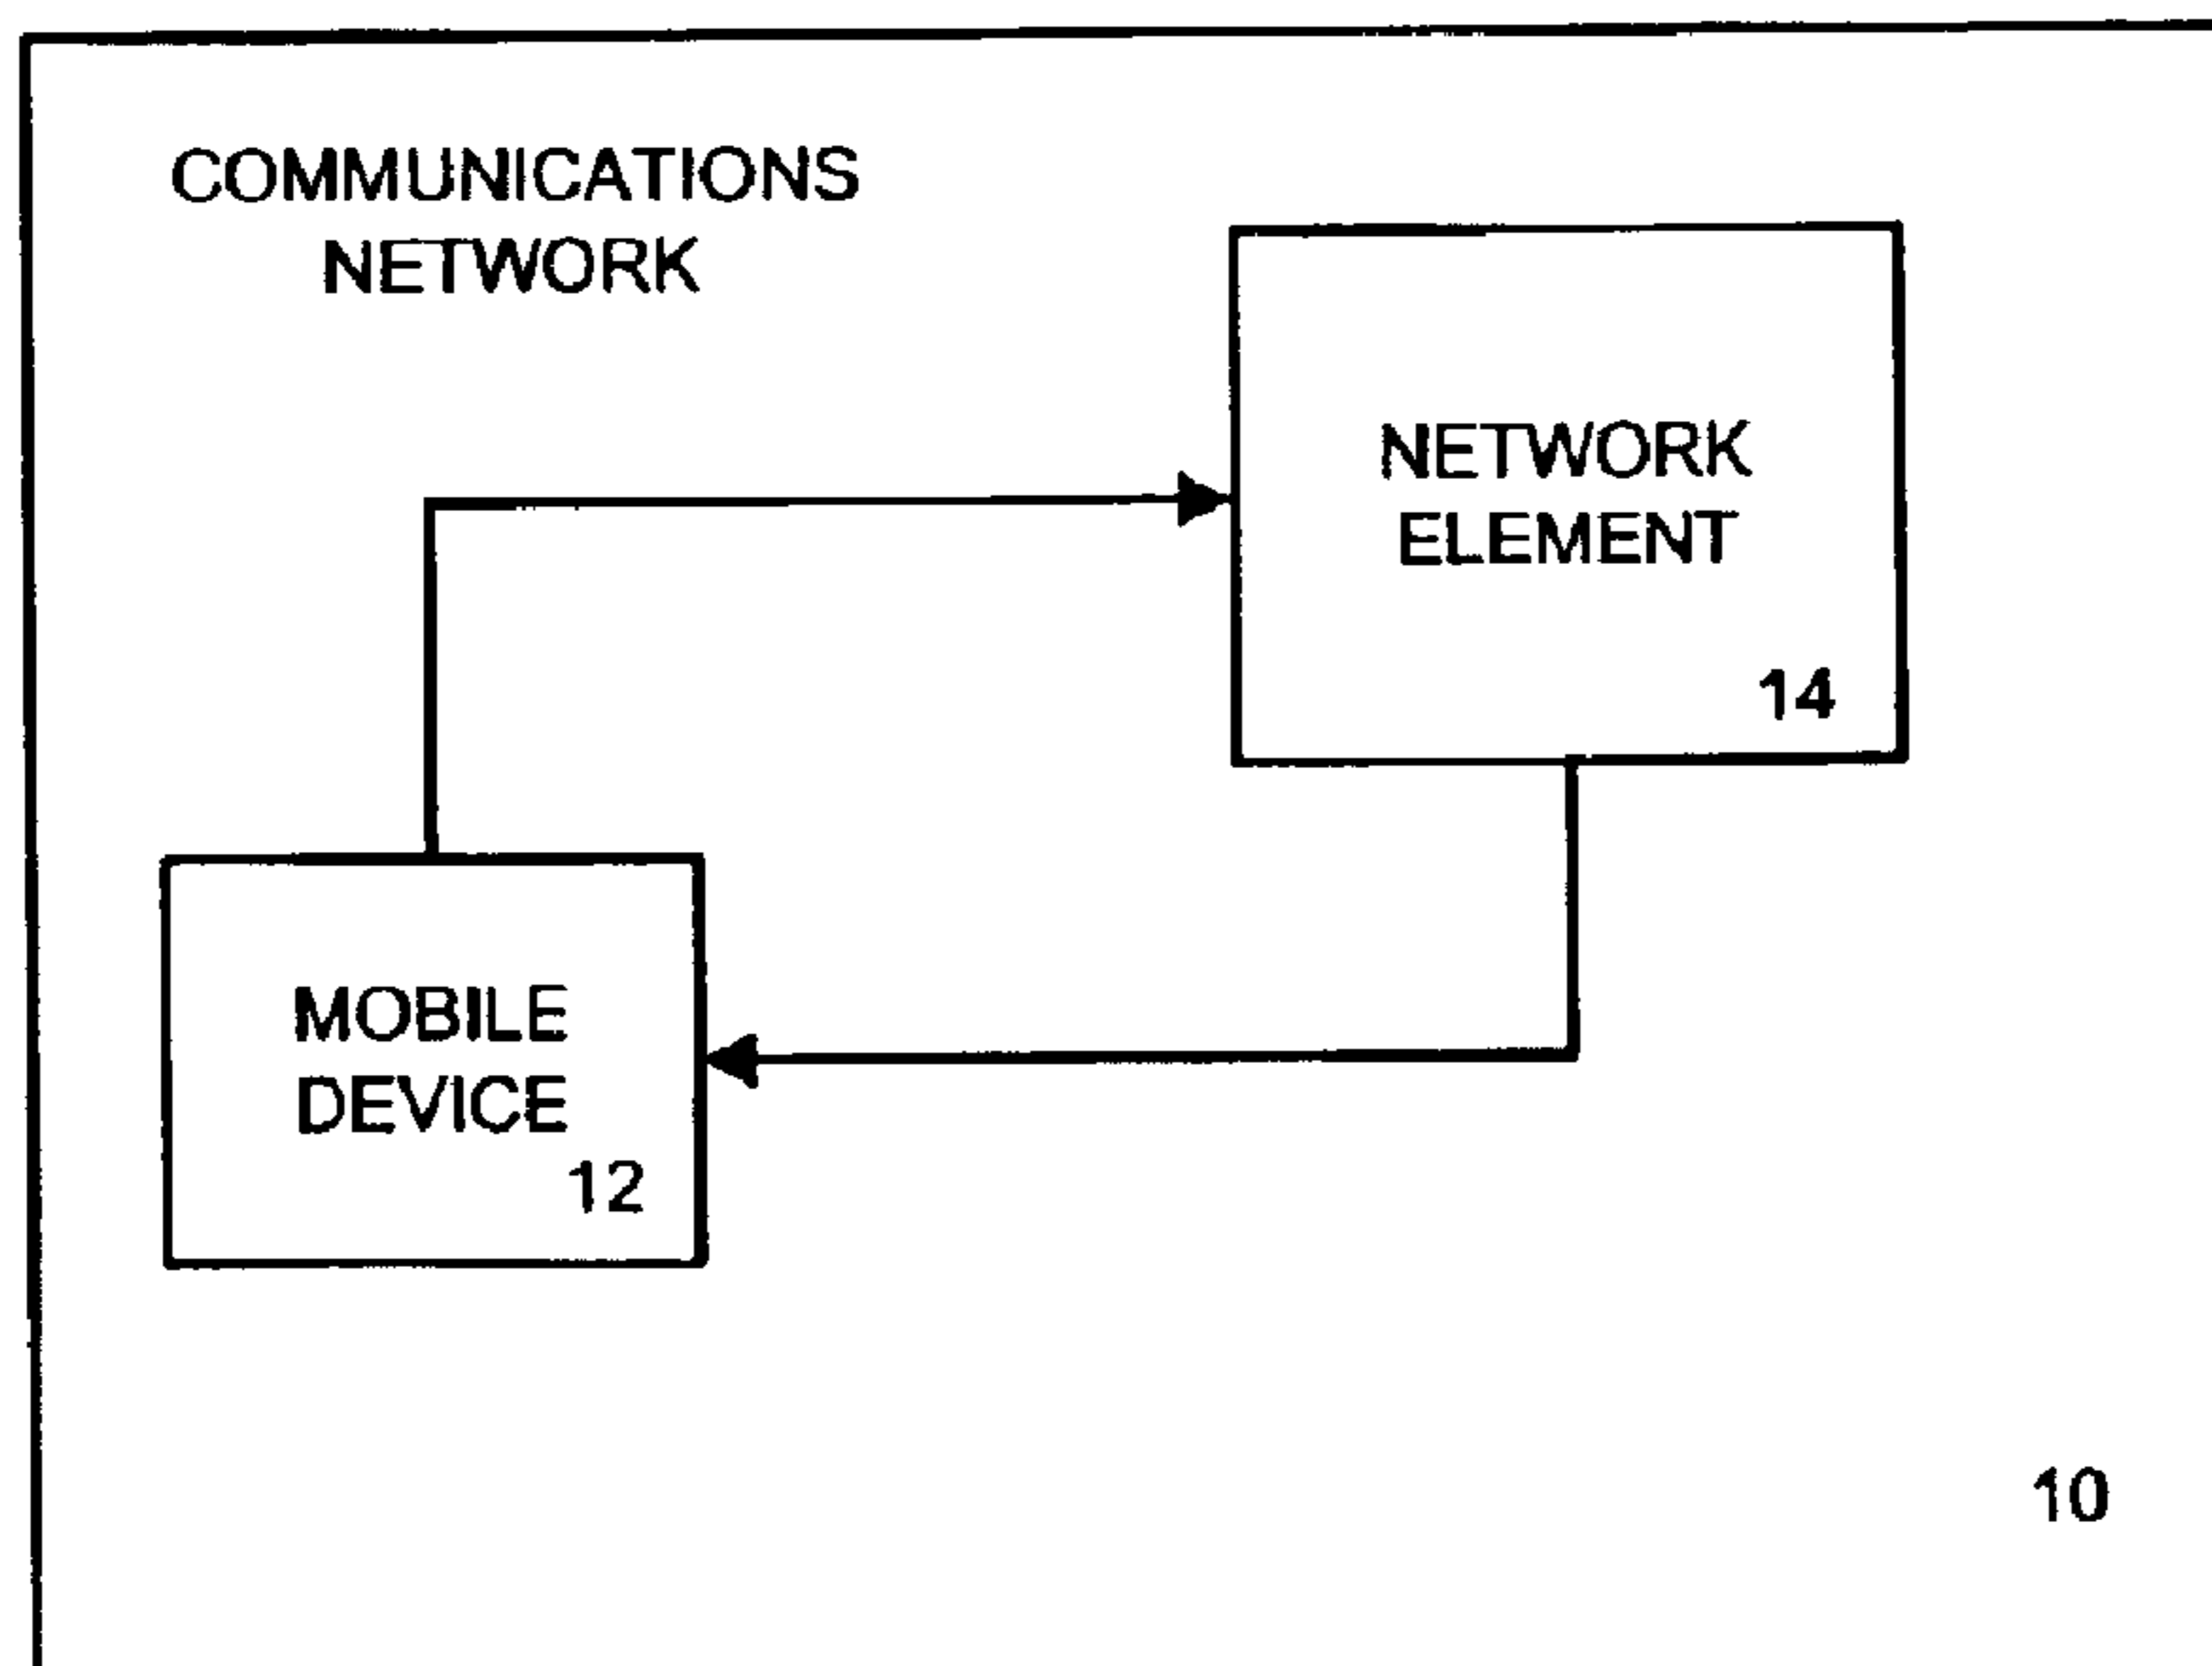 COMMUNICATIONS
NETWORK
NETWORK
ELEMENT
14
MOBILE
DEVICE
12
10